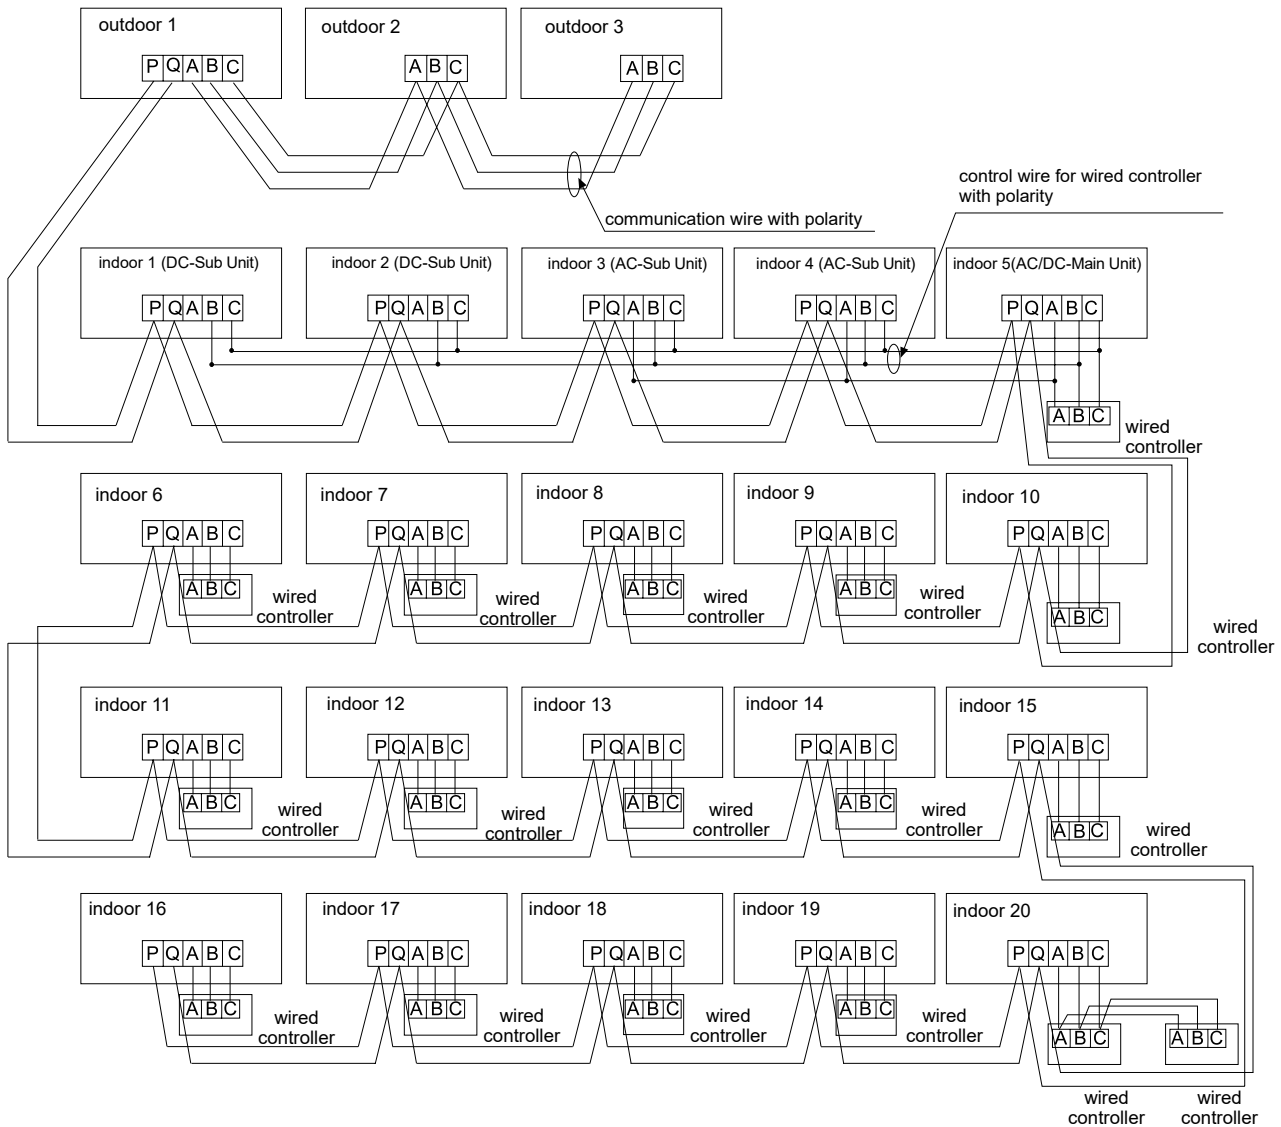 outdoor 1
outdoor 2
outdoor 3
P Q A B C
A B C
A B C
communication wire with polarity
control wire for wired controller
with polarity
indoor 1 (DC-Sub Unit)
indoor 2 (DC-Sub Unit)
indoor 3 (AC-Sub Unit)
indoor 4 (AC-Sub Unit)
indoor 5(AC/DC-Main Unit)
P Q A B C
P Q A B C
P Q A B C
P Q A B C
P Q A B C
A B C
wired
controller
indoor 6
indoor 7
indoor 8
indoor 9
indoor 10
P Q A B C
P Q A B C
P Q A B C
P Q A B C
P Q A B C
A B C
wired
controller
A B C
wired
controller
A B C
wired
controller
A B C
wired
controller
A B C
wired
controller
indoor 11
indoor 12
indoor 13
indoor 14
indoor 15
P Q A B C
P Q A B C
P Q A B C
P Q A B C
P Q A B C
A B C
wired
controller
A B C
wired
controller
A B C
wired
controller
A B C
wired
controller
A B C
wired
controller
indoor 16
indoor 17
indoor 18
indoor 19
indoor 20
P Q A B C
P Q A B C
P Q A B C
P Q A B C
P Q A B C
A B C
wired
controller
A B C
wired
controller
A B C
wired
controller
A B C
wired
controller
A B C
A B C
wired
controller
wired
controller